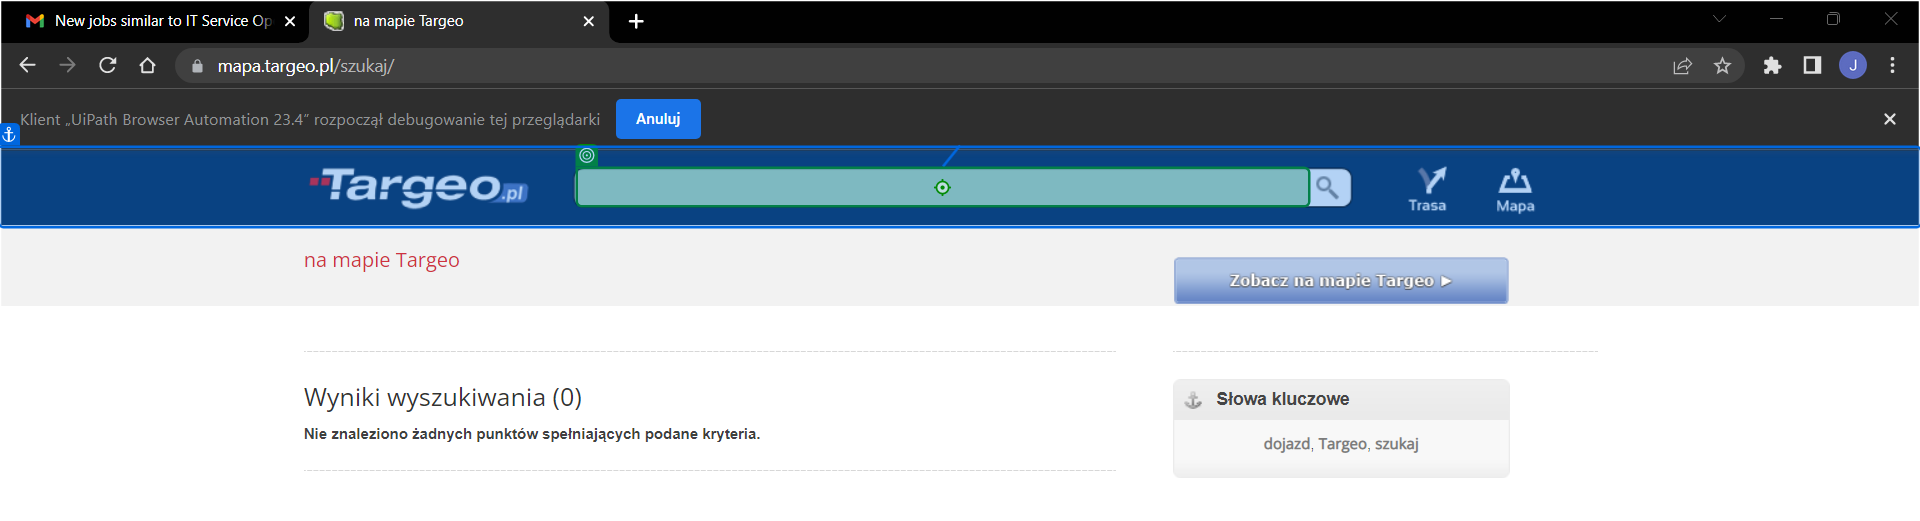 New jobs similar to IT Service Op
na mapie Targeo
mapa.targeo.pl/szukaj/
J
Klient „UiPath Browser Automation 23.4” rozpoczął debugowanie tej przeglądarki
Anuluj
Targeo.pl
Trasa
Mapa
na mapie Targeo
Zobacz na mapie Targeo ►
Wyniki wyszukiwania (0)
Nie znaleziono żadnych punktów spełniających podane kryteria.
Słowa kluczowe
dojazd, Targeo, szukaj